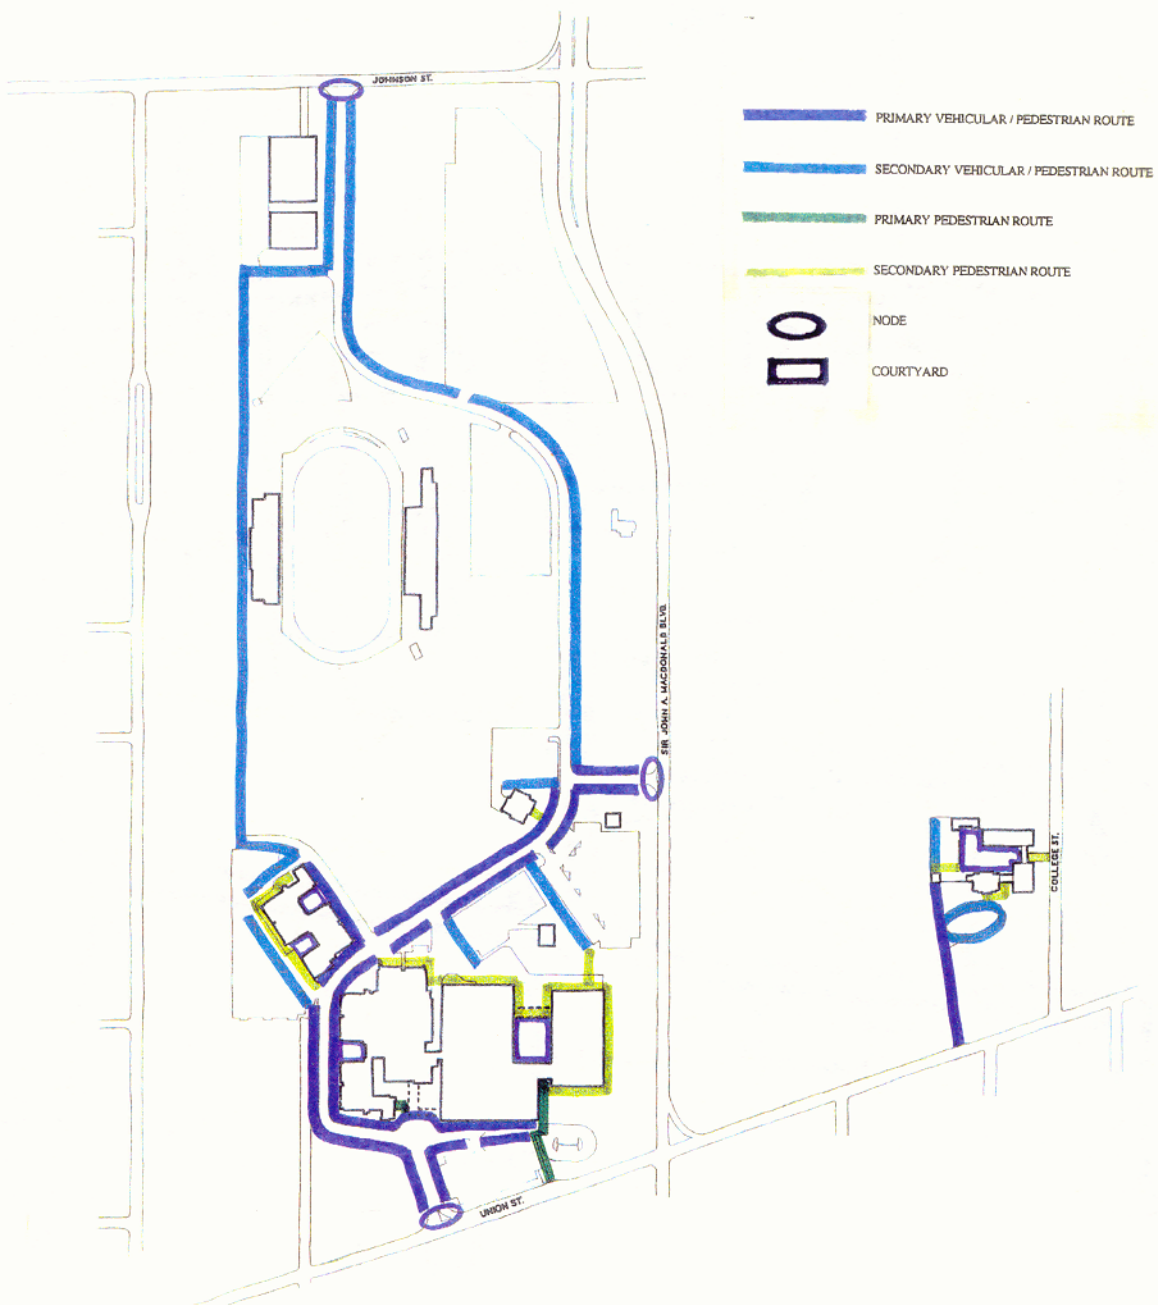 JOHNSON ST.
PRIMARY VEHICULAR / PEDESTRIAN ROUTE
SECONDARY VEHICULAR / PEDESTRIAN ROUTE
PRIMARY PEDESTRIAN ROUTE
SECONDARY PEDESTRIAN ROUTE
NODE
COURTYARD
SIR JOHN A. MACDONALD BLVD.
COLLEGE ST.
UNION ST.